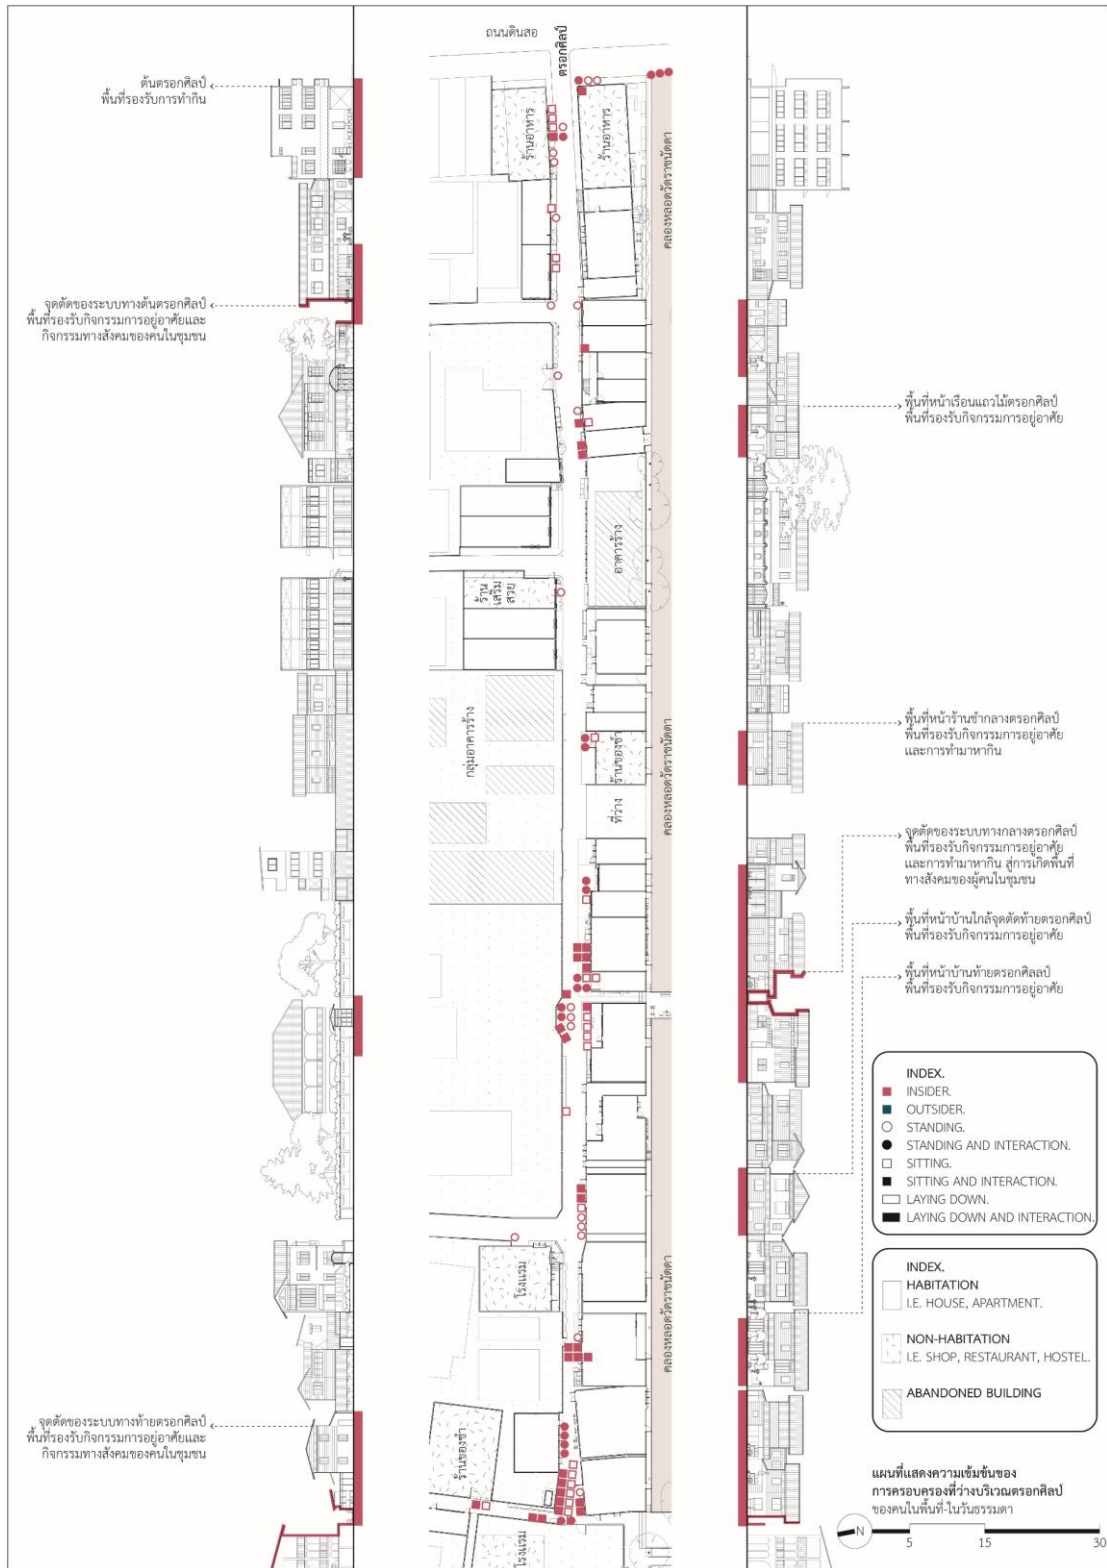 ถนนดินสอ
ตรอกศิลป์
ต้นตรอกศิลป์
พื้นที่รองรับการทำกิน
ร้านอาหาร
ร้านอาหาร
คลองหลอดวัดราชนัดดา
จุดตัดของระบบทางต้นตรอกศิลป์
พื้นที่รองรับกิจกรรมการอยู่อาศัยและ
กิจกรรมทางสังคมของคนในชุมชน
พื้นที่หน้าเรือนแถวไม้ตรอกศิลป์
พื้นที่รองรับกิจกรรมการอยู่อาศัย
อาคารร้าง
ร้าน
เสริม
สวย
กลุ่มอาคารร้าง
ร้านของชำ
ที่ว่าง
คลองหลอดวัดราชนัดดา
พื้นที่หน้าร้านชำกลางตรอกศิลป์
พื้นที่รองรับกิจกรรมการอยู่อาศัย
และการทำมาหากิน
จุดตัดของระบบทางกลางตรอกศิลป์
พื้นที่รองรับกิจกรรมการอยู่อาศัย
และการทำมาหากิน สู่การเกิดพื้นที่
ทางสังคมของผู้คนในชุมชน
พื้นที่หน้าบ้านใกล้จุดตัดท้ายตรอกศิลป์
พื้นที่รองรับกิจกรรมการอยู่อาศัย
พื้นที่หน้าบ้านท้ายตรอกศิลลป์
พื้นที่รองรับกิจกรรมการอยู่อาศัย
INDEX.
INSIDER.
OUTSIDER.
STANDING.
STANDING AND INTERACTION.
SITTING.
SITTING AND INTERACTION.
LAYING DOWN.
LAYING DOWN AND INTERACTION.
INDEX.
HABITATION
I.E. HOUSE, APARTMENT.
NON-HABITATION
I.E. SHOP, RESTAURANT, HOSTEL.
ABANDONED BUILDING
โรงแรม
คลองหลอดวัดราชนัดดา
จุดตัดของระบบทางท้ายตรอกศิลป์
พื้นที่รองรับกิจกรรมการอยู่อาศัยและ
กิจกรรมทางสังคมของคนในชุมชน
ร้านของชำ
โรงแรม
แผนที่แสดงความเข้มข้นของ
การครอบครองที่ว่างบริเวณตรอกศิลป์
ของคนในพื้นที่-ในวันธรรมดา
N
5 15 30